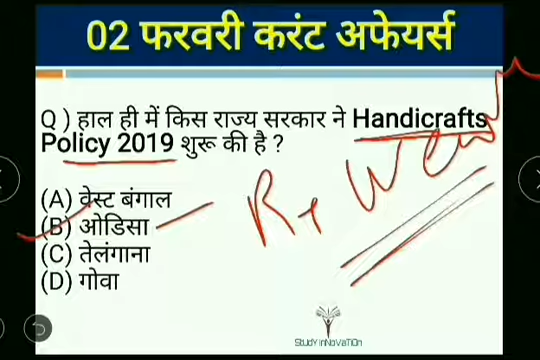 02 फरवरी करंट अफेयर्स
Q ) हाल ही में किस राज्य सरकार ने Handicrafts
Policy 2019 शुरू की है ?
(A) वेस्ट बंगाल
(B) ओडिसा
(C) तेलंगाना
(D) गोवा
StudY inNoVaTiOn